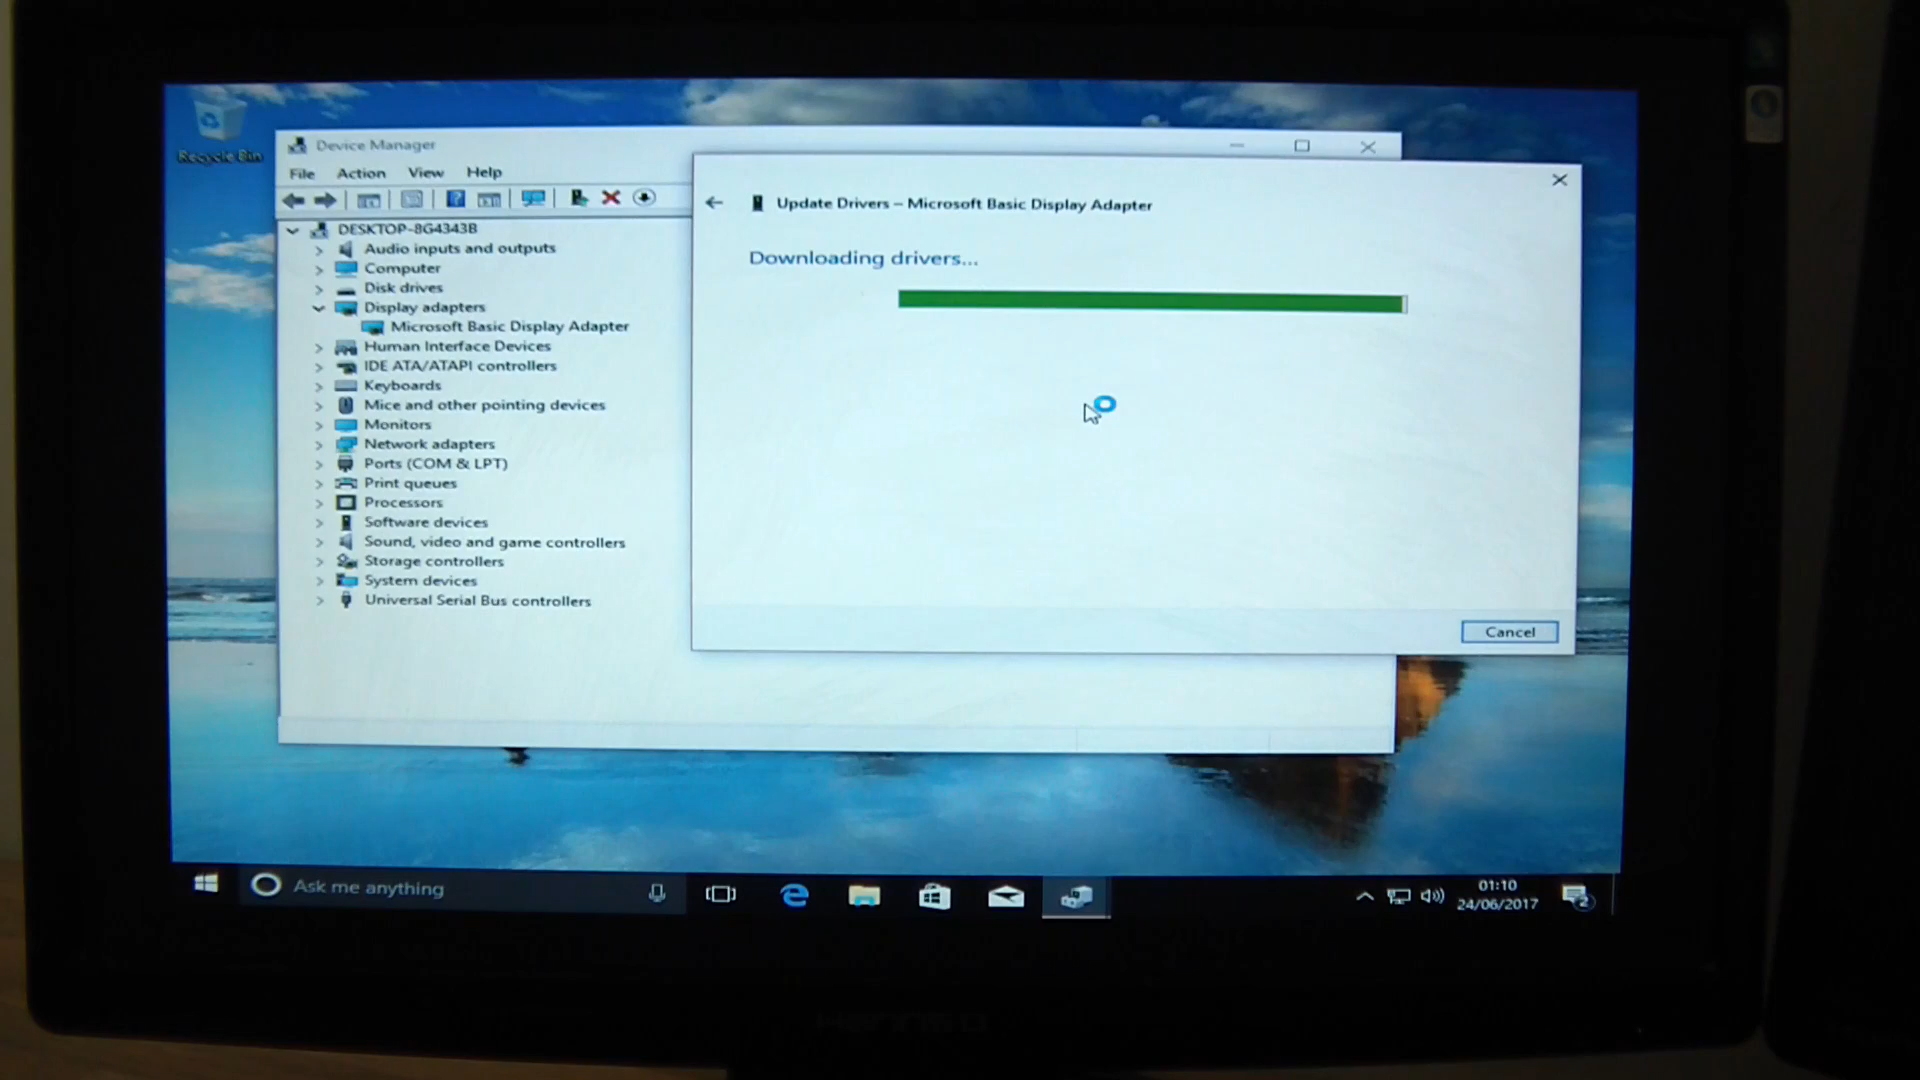 Recycle Bin
Device Manager
File Action View Help
DESKTOP-8G4343B
Audio inputs and outputs
Computer
Disk drives
Display adapters
Microsoft Basic Display Adapter
Human Interface Devices
IDE ATA/ATAPI controllers
Keyboards
Mice and other pointing devices
Monitors
Network adapters
Ports (COM & LPT)
Print queues
Processors
Software devices
Sound, video and game controllers
Storage controllers
System devices
Universal Serial Bus controllers
Update Drivers – Microsoft Basic Display Adapter
Downloading drivers...
Cancel
Ask me anything
01:10
24/06/2017
2